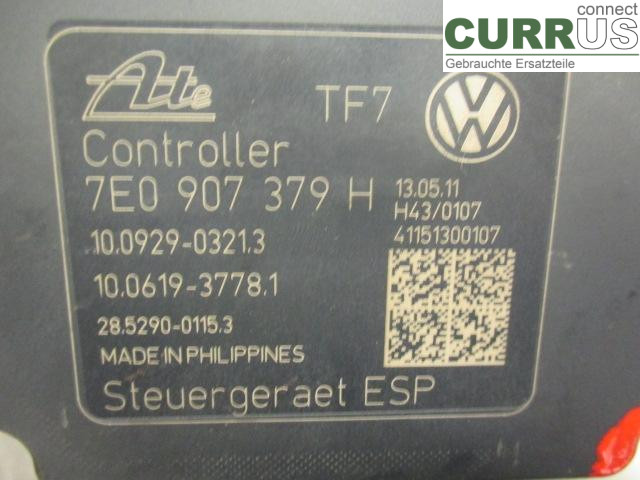 connect
CURRUS
Gebrauchte Ersatzteile
Ate
TF7
Controller
7E0 907 379 H
13.05.11
H43/0107
10.0929-0321.3
41151300107
10.0619-3778.1
28.5290-0115.3
MADE IN PHILIPPINES
Steuergeraet ESP